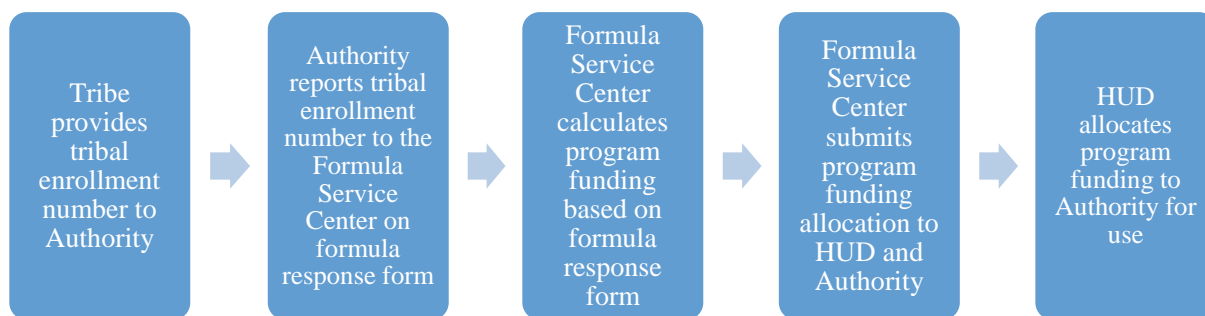 Tribe
provides
tribal
enrollment
number to
Authority
Authority
reports tribal
enrollment
number to the
Formula
Service
Center on
formula
response form
Formula
Service
Center
calculates
program
funding
based on
formula
response
form
Formula
Service
Center
submits
program
funding
allocation to
HUD and
Authority
HUD
allocates
program
funding to
Authority for
use